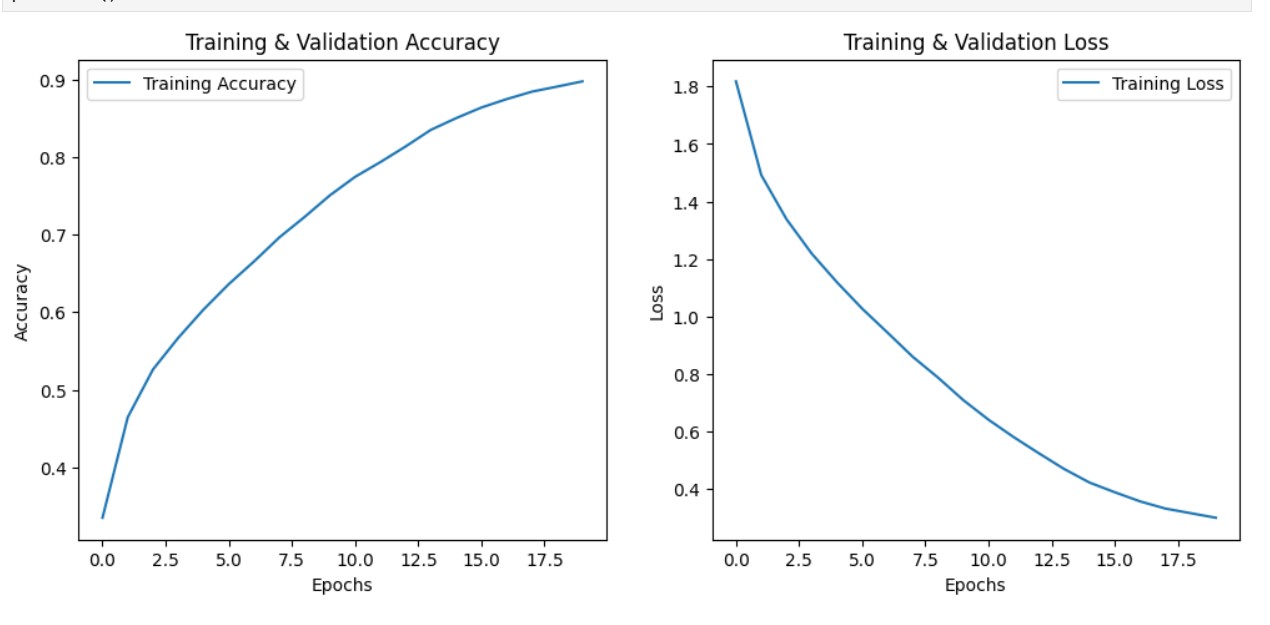 Training & Validation Accuracy
Training Accuracy
0.9
0.8
0.7
0.6
0.5
0.4
Accuracy
0.0 2.5 5.0 7.5 10.0 12.5 15.0 17.5
Epochs
Training & Validation Loss
Training Loss
1.8
1.6
1.4
1.2
1.0
0.8
0.6
0.4
Loss
0.0 2.5 5.0 7.5 10.0 12.5 15.0 17.5
Epochs